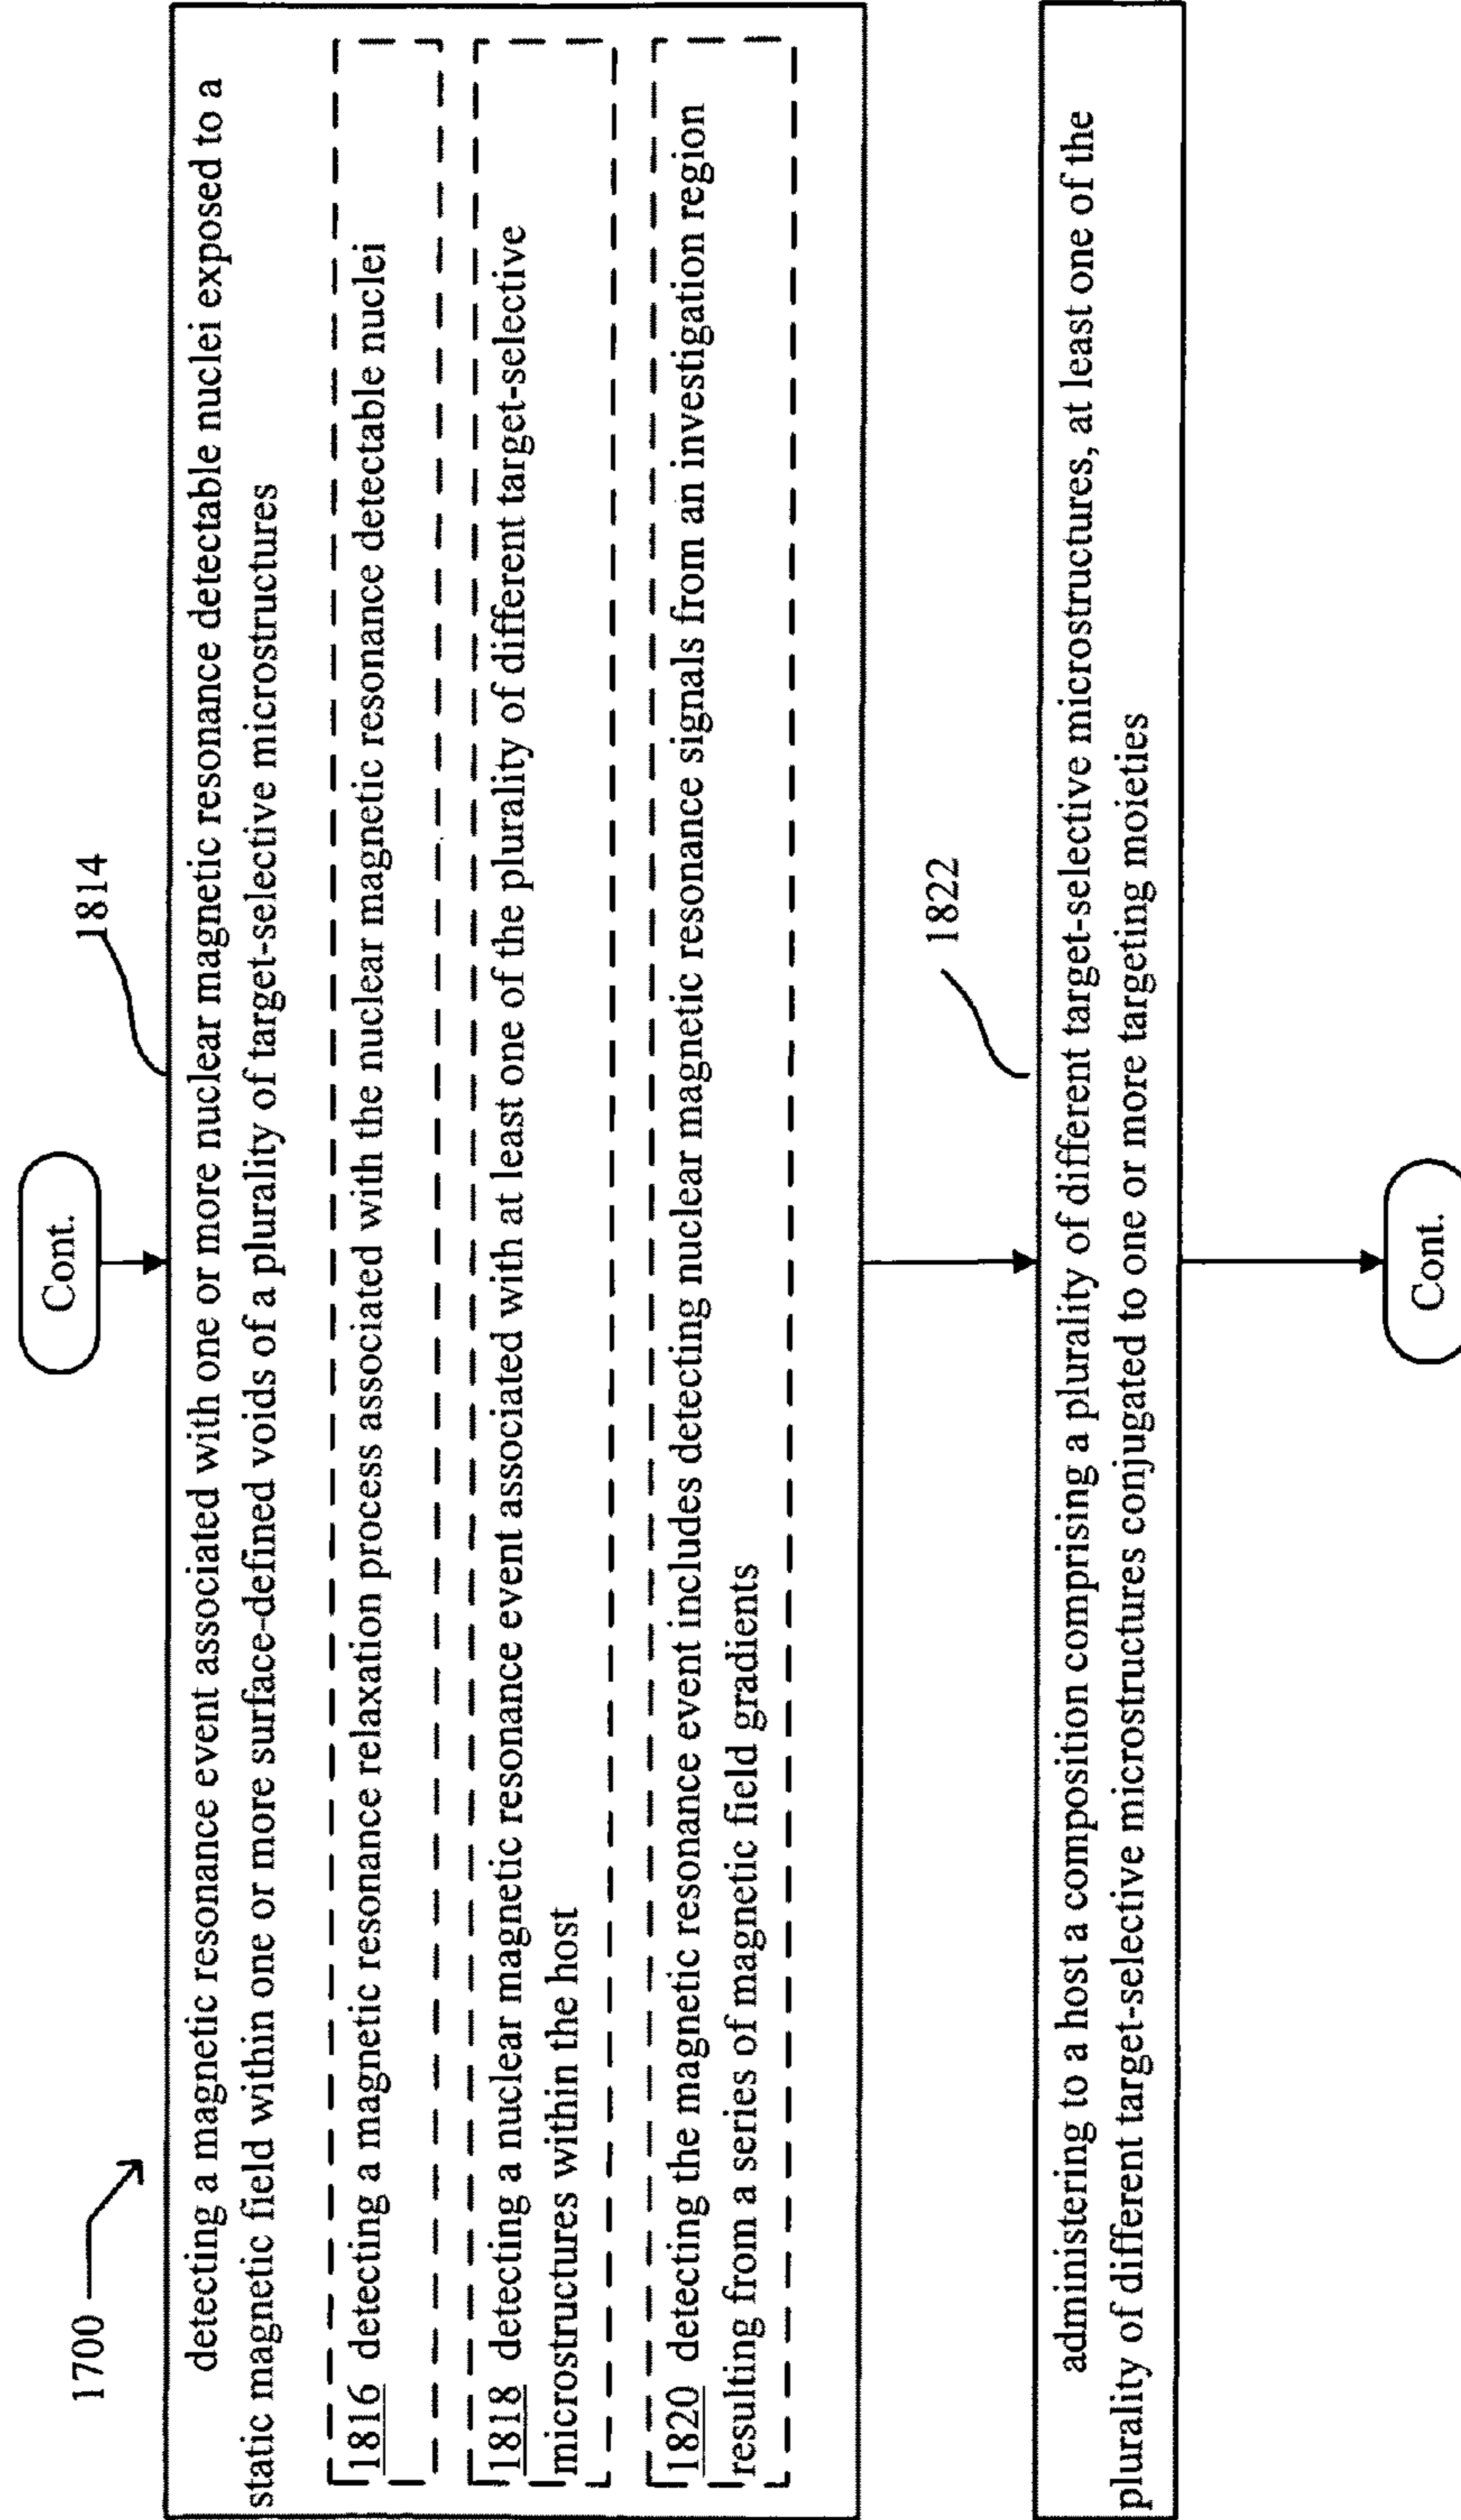 1700
Cont.
1814
detecting a magnetic resonance event associated with one or more nuclear magnetic resonance detectable nuclei exposed to a
static magnetic field within one or more surface-defined voids of a plurality of target-selective microstructures
1816 detecting a magnetic resonance relaxation process associated with the nuclear magnetic resonance detectable nuclei
1818 detecting a nuclear magnetic resonance event associated with at least one of the plurality of different target-selective
microstructures within the host
1820 detecting the magnetic resonance event includes detecting nuclear magnetic resonance signals from an investigation region
resulting from a series of magnetic field gradients
1822
administering to a host a composition comprising a plurality of different target-selective microstructures, at least one of the
plurality of different target-selective microstructures conjugated to one or more targeting moieties
Cont.